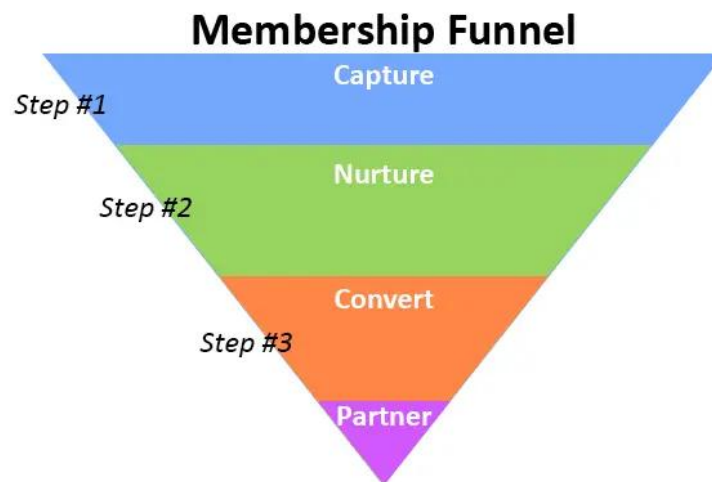 Membership Funnel
Capture
Step #1
Nurture
Step #2
Convert
Step #3
Partner